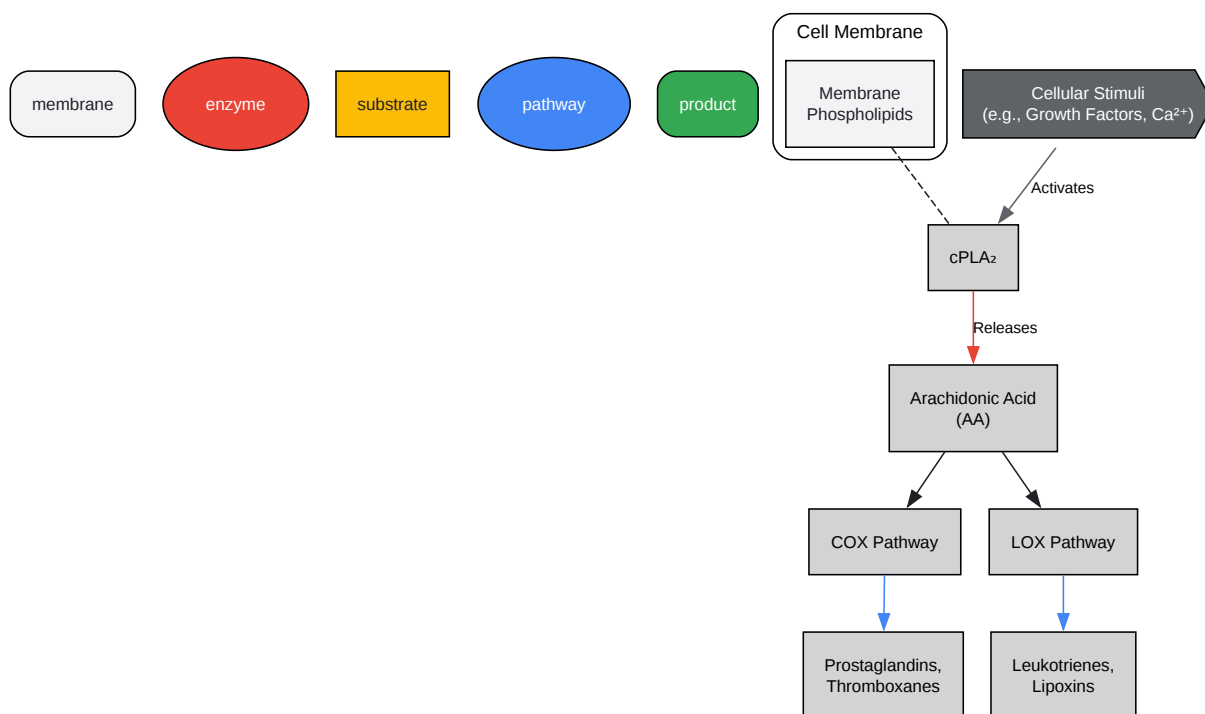 Cell Membrane
membrane
enzyme
substrate
pathway
product
Membrane
Phospholipids
Cellular Stimuli
(e.g., Growth Factors, Ca²⁺)
Activates
cPLA₂
Releases
Arachidonic Acid
(AA)
COX Pathway
LOX Pathway
Prostaglandins,
Thromboxanes
Leukotrienes,
Lipoxins